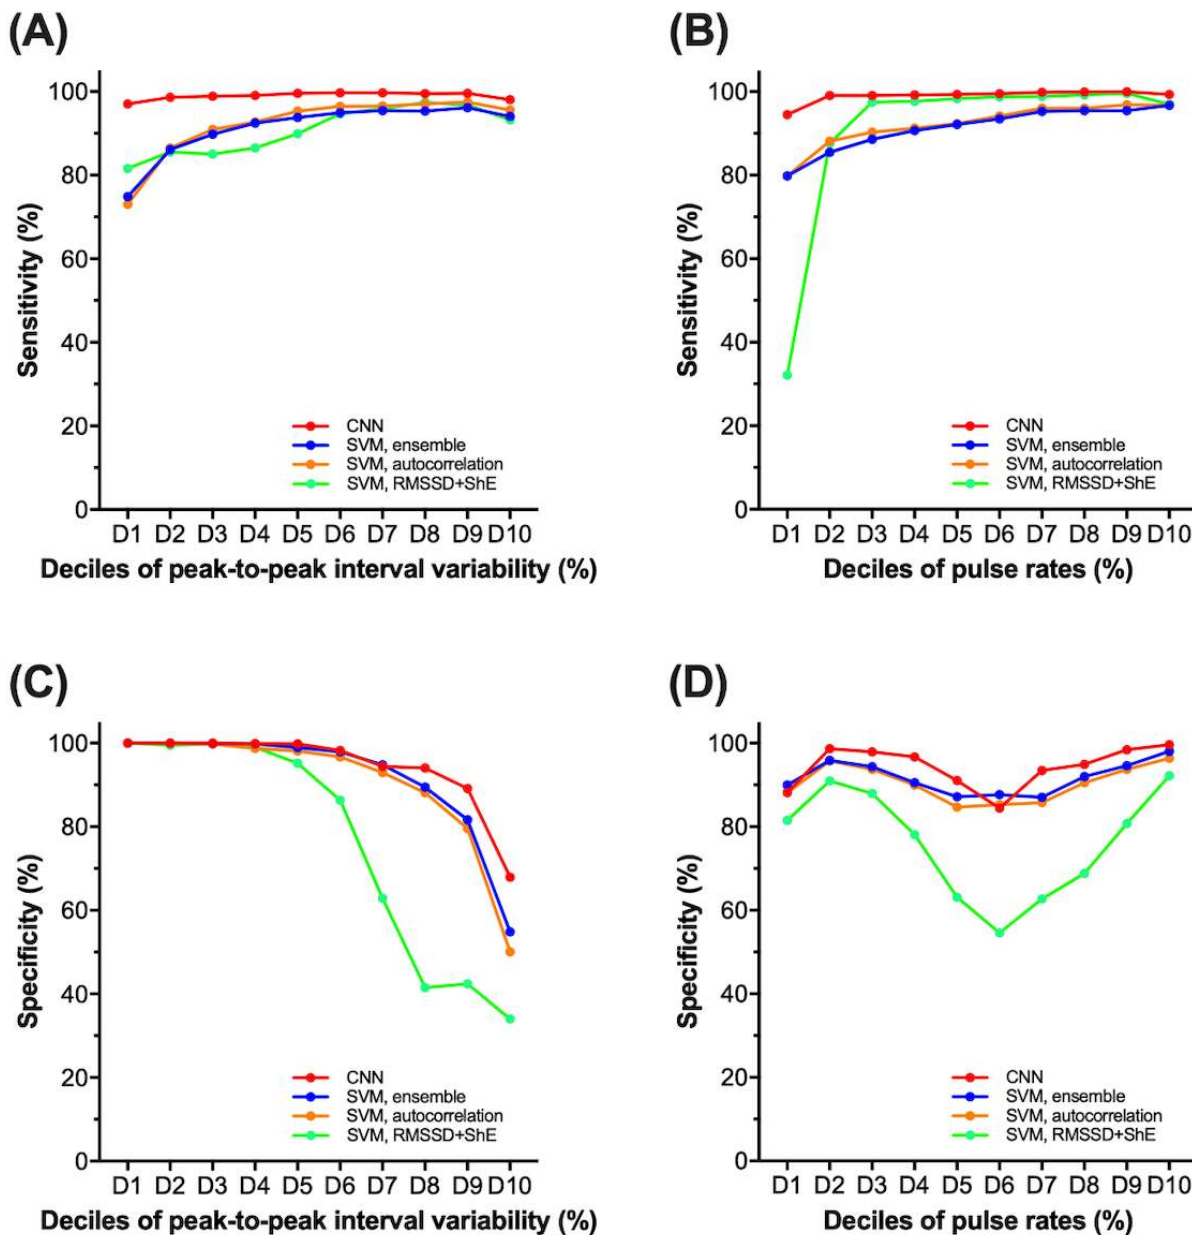 (A)
100
80
60
40
20
0
Sensitivity (%)
CNN
SVM, ensemble
SVM, autocorrelation
SVM, RMSSD+ShE
D1 D2 D3 D4 D5 D6 D7 D8 D9 D10
Deciles of peak-to-peak interval variability (%)
(B)
100
80
60
40
20
0
Sensitivity (%)
CNN
SVM, ensemble
SVM, autocorrelation
SVM, RMSSD+ShE
D1 D2 D3 D4 D5 D6 D7 D8 D9 D10
Deciles of pulse rates (%)
(C)
100
80
60
40
20
0
Specificity (%)
CNN
SVM, ensemble
SVM, autocorrelation
SVM, RMSSD+ShE
D1 D2 D3 D4 D5 D6 D7 D8 D9 D10
Deciles of peak-to-peak interval variability (%)
(D)
100
80
60
40
20
0
Specificity (%)
CNN
SVM, ensemble
SVM, autocorrelation
SVM, RMSSD+ShE
D1 D2 D3 D4 D5 D6 D7 D8 D9 D10
Deciles of pulse rates (%)